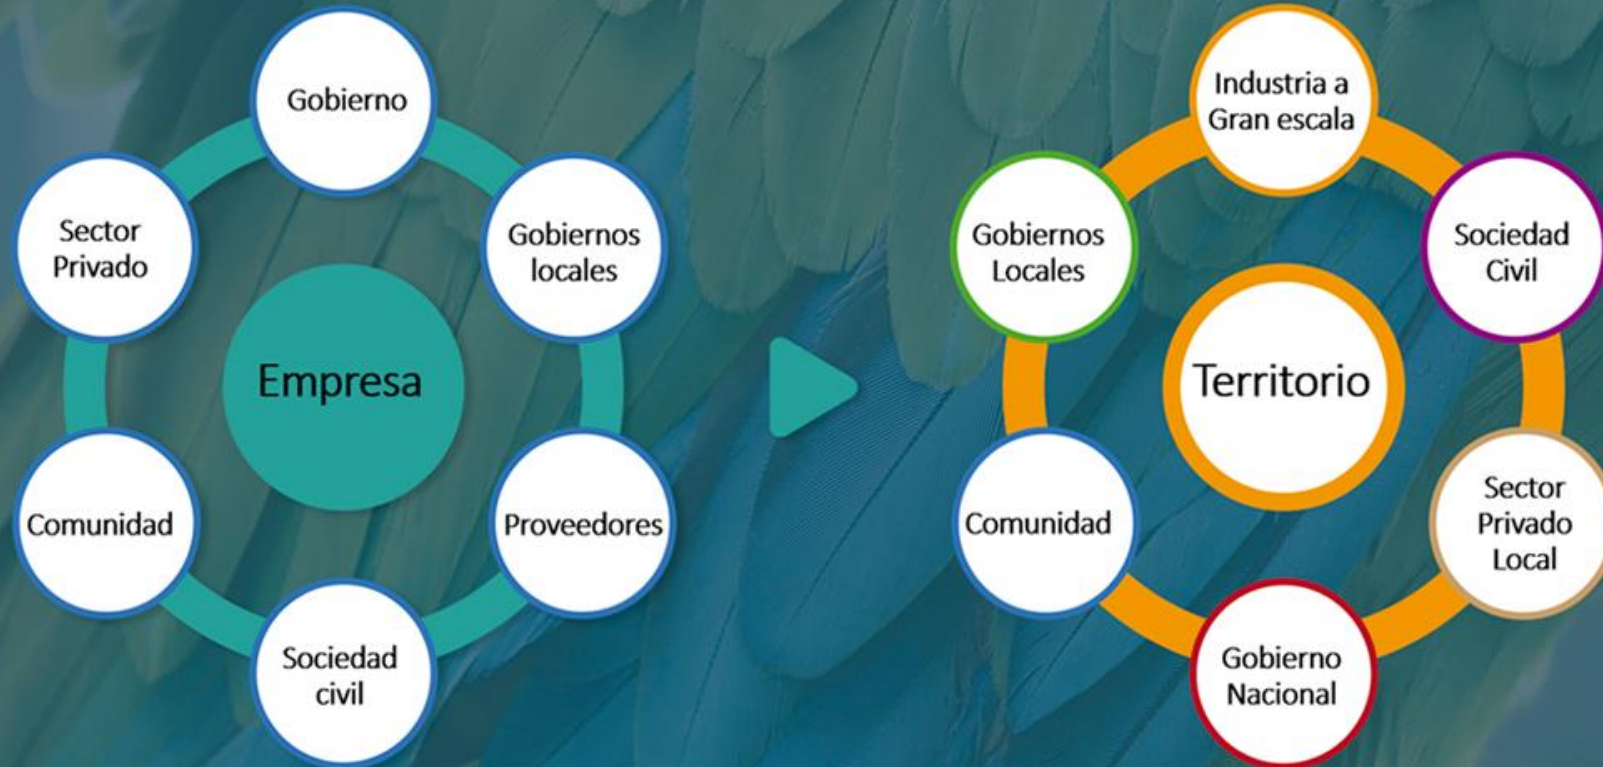 Gobierno
Gobiernos
locales
Proveedores
Sociedad
civil
Comunidad
Sector
Privado
Empresa
Industria a
Gran escala
Sociedad
Civil
Sector
Privado
Local
Gobierno
Nacional
Comunidad
Gobiernos
Locales
Territorio